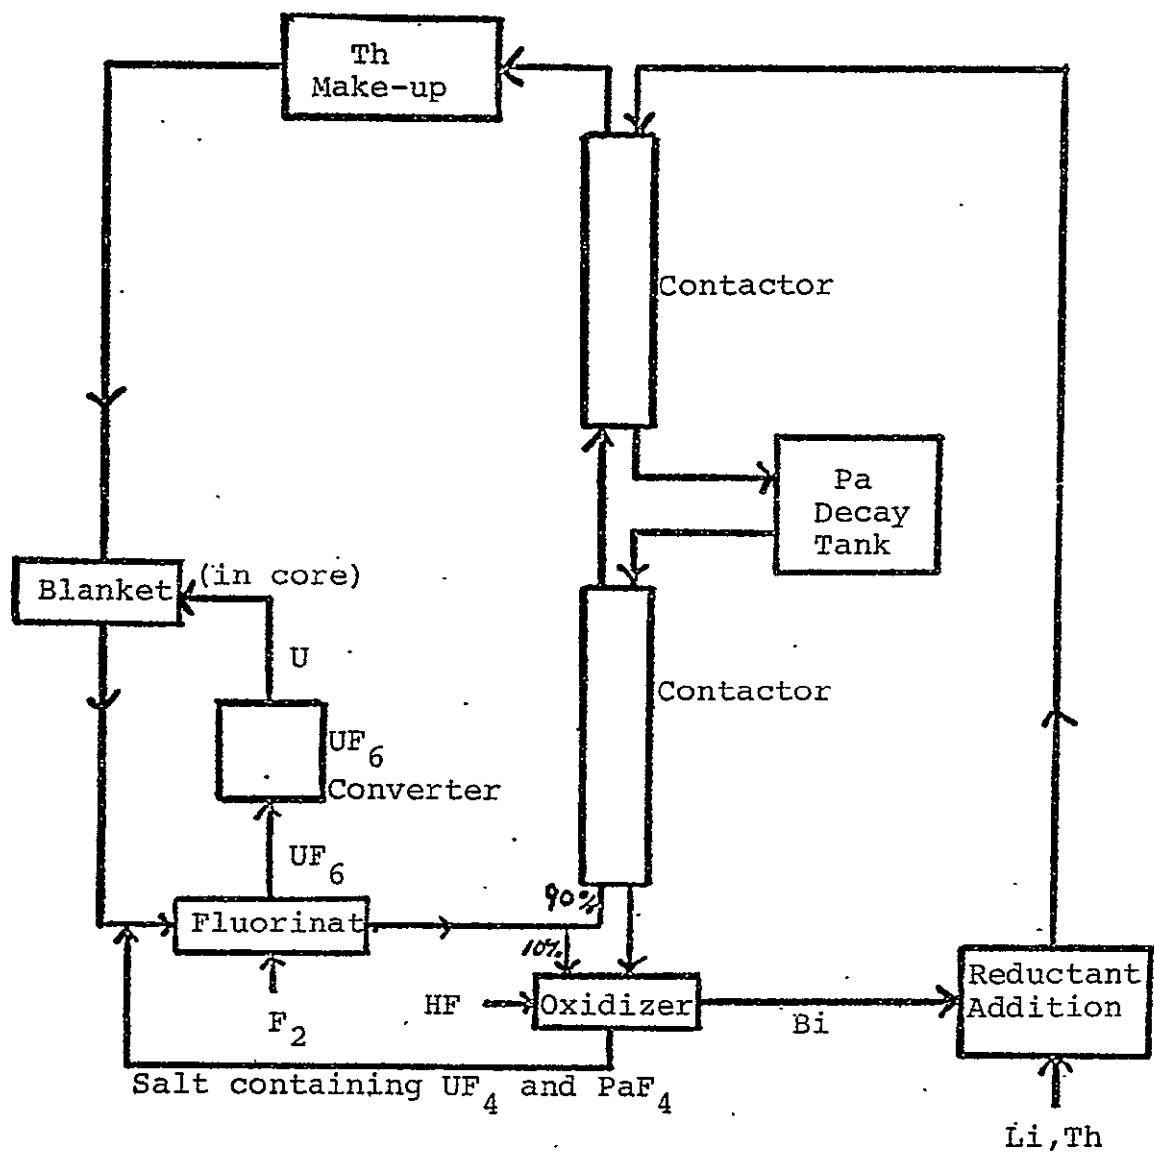 Th
Make-up
Contactor
Pa
Decay
Tank
(in core)
Blanket
U
Contactor
UF6
Converter
UF6
90%
Fluorinat
10%
Reductant
Addition
HF
Oxidizer
F2
Bi
Salt containing UF4 and PaF4
Li,Th